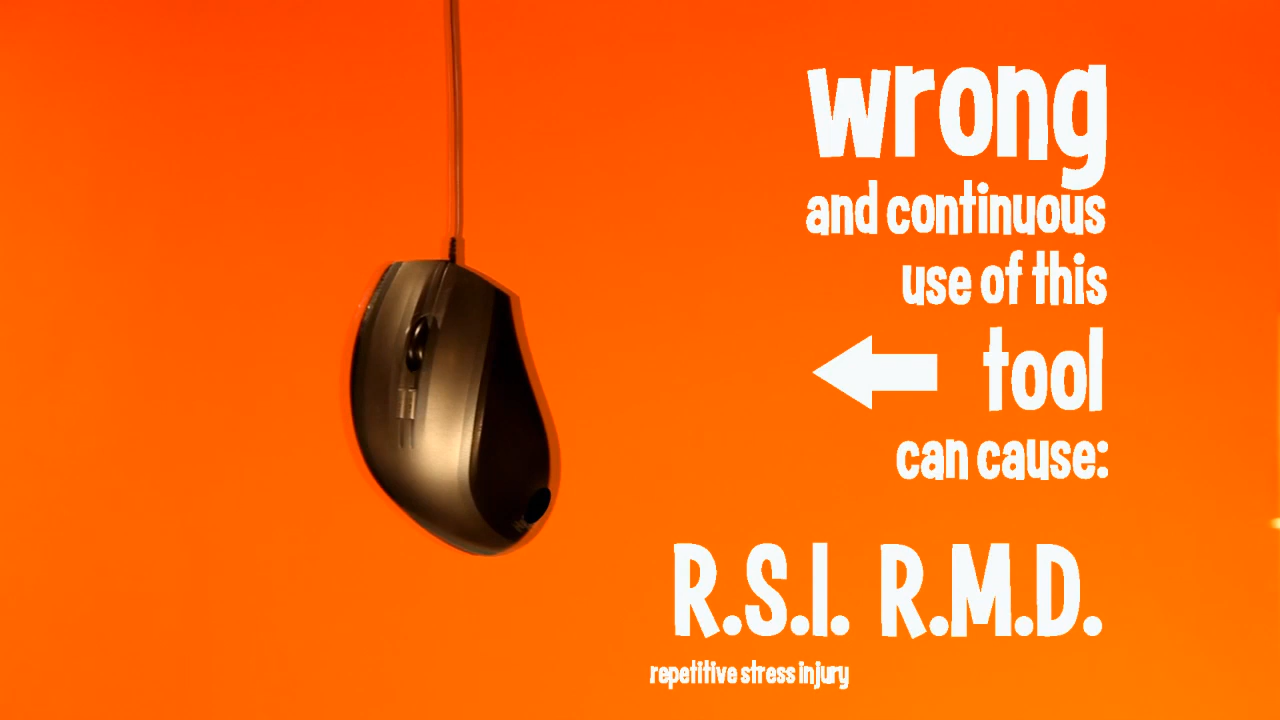 wrong
and continuous
use of this
tool
can cause:
R.S.I. R.M.D.
repetitive stress injury